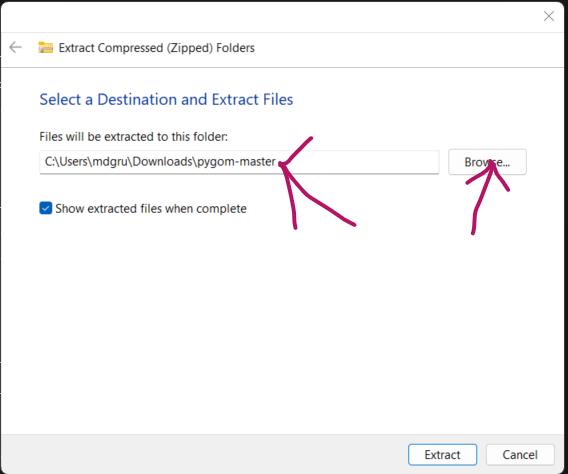 Extract Compressed (Zipped) Folders
Select a Destination and Extract Files
Files will be extracted to this folder:
C:\Users\mdgru\Downloads\pygom-master
Browse...
Show extracted files when complete
Extract
Cancel